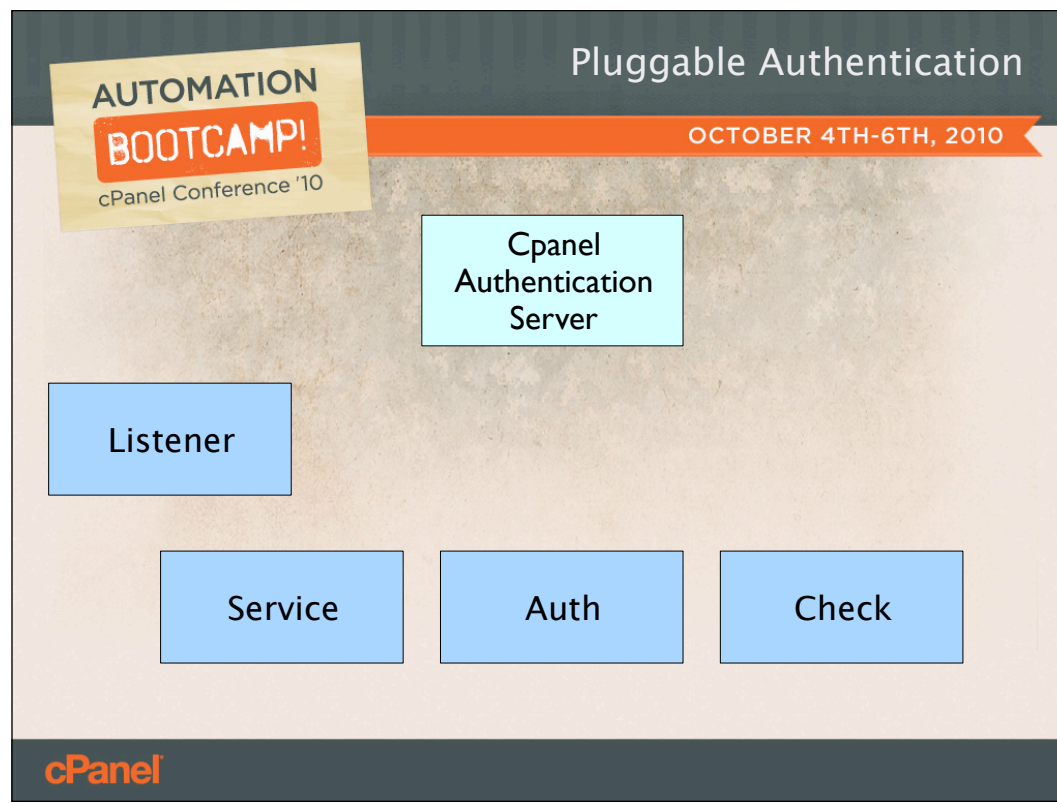 Pluggable Authentication
AUTOMATION
BOOTCAMP!
cPanel Conference '10
OCTOBER 4TH-6TH, 2010
Cpanel
Authentication
Server
Listener
Service
Auth
Check
cPanel